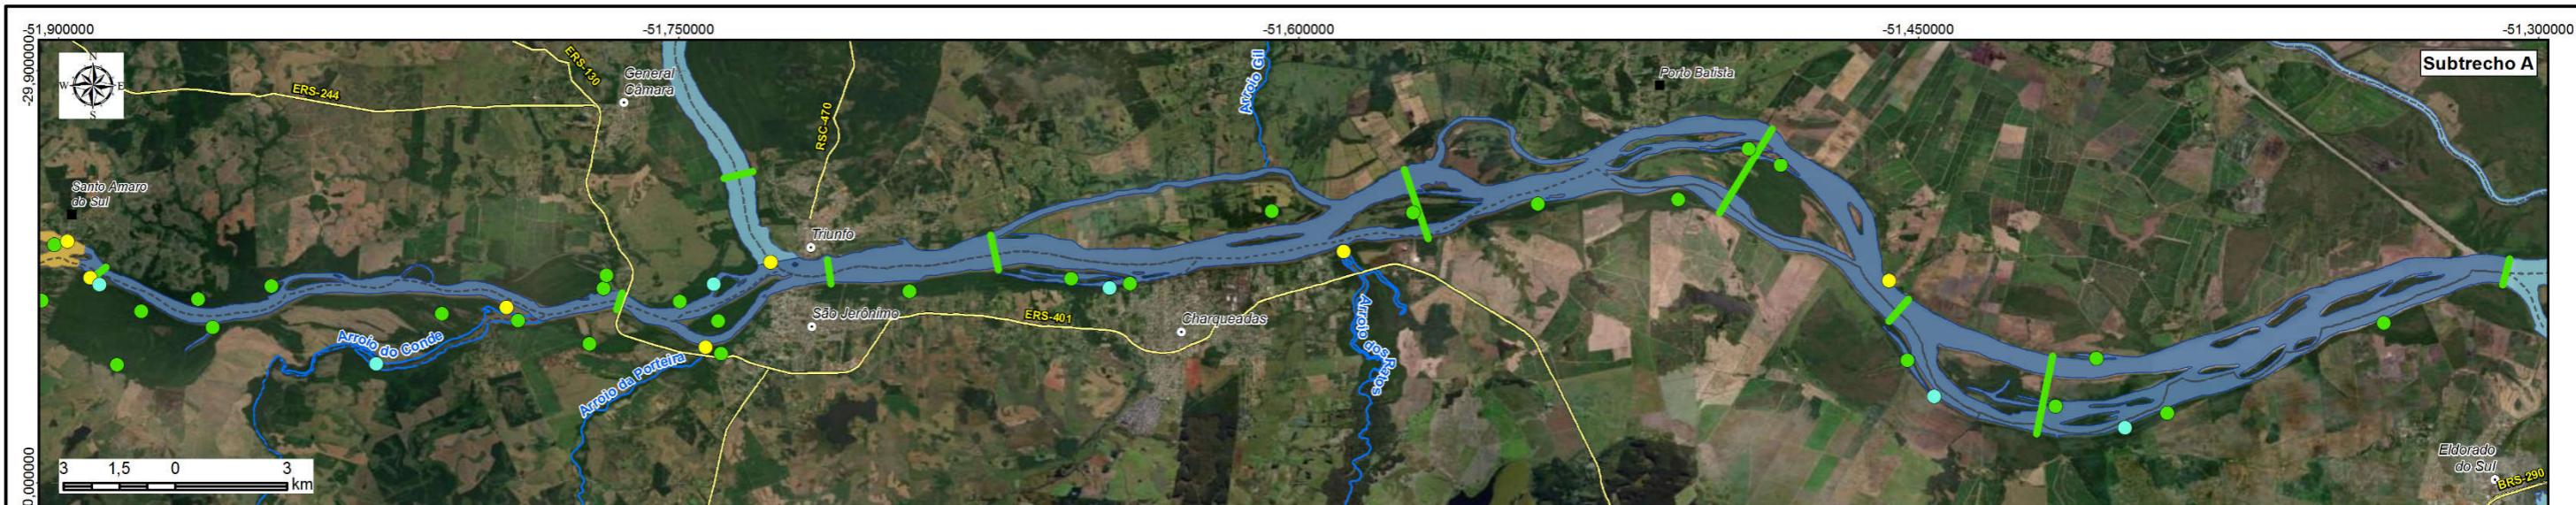 -51,900000
-51,750000
-51,600000
-51,450000
-51,300000
-29,900000
Subtrecho A
N
W
E
S
ERS-244
ERS-130
General
Câmara
RSC-470
Arroio Gil
Porto Batista
Santo Amaro
do Sul
Triunfo
São Jerônimo
ERS-401
Charqueadas
Arroio dos
Ratos
Arroio do Conde
Arroio da Porteira
Eldorado
do Sul
BRS-290
3 1,5 0 3
km